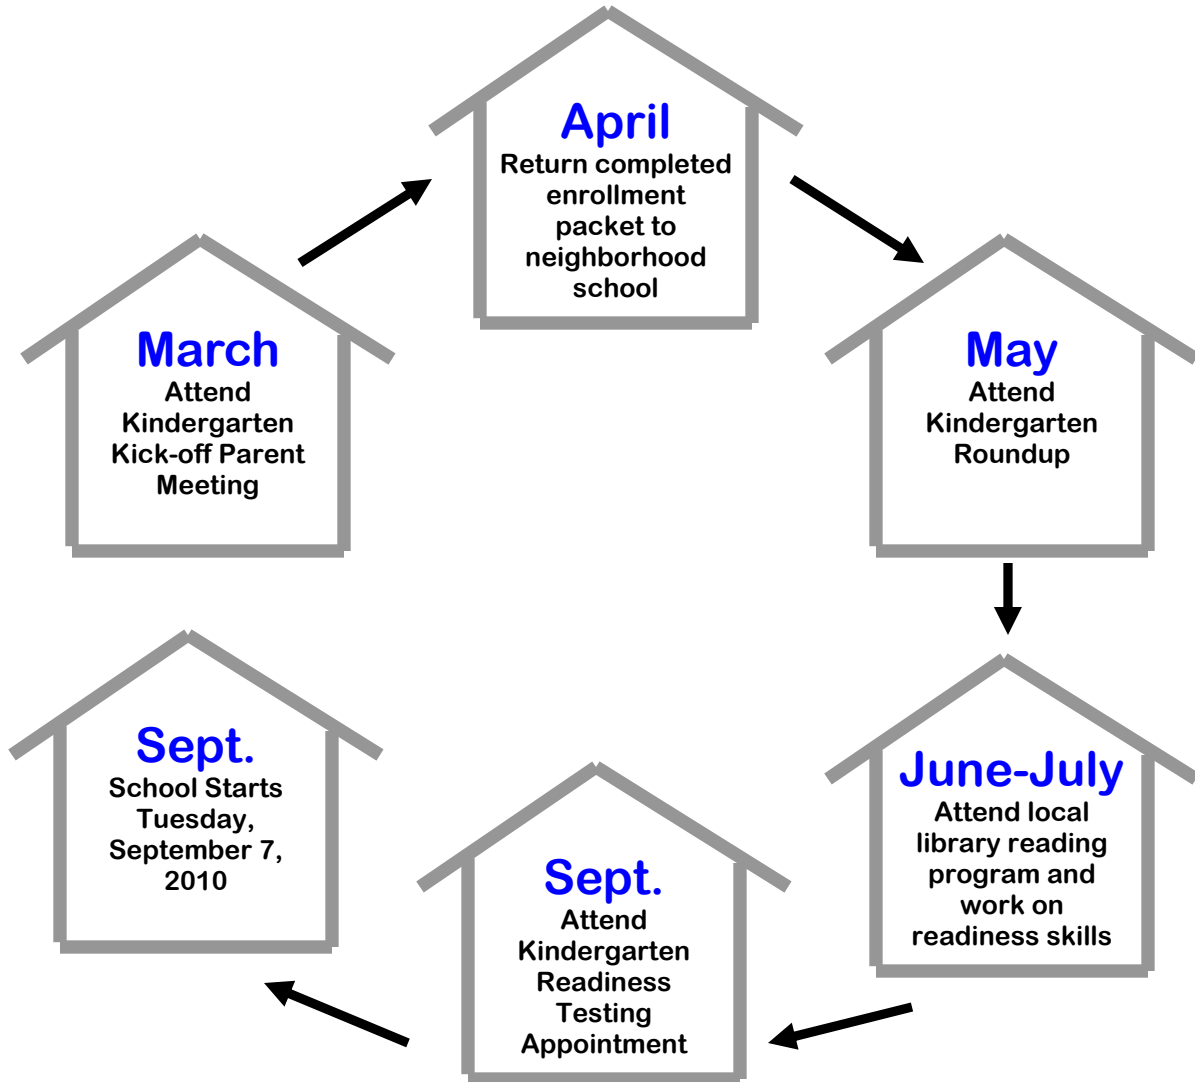 March
Attend
Kindergarten
Kick-off Parent
Meeting
April
Return completed
enrollment
packet to
neighborhood
school
May
Attend
Kindergarten
Roundup
June-July
Attend local
library reading
program and
work on
readiness skills
Sept.
Attend
Kindergarten
Readiness
Testing
Appointment
Sept.
School Starts
Tuesday,
September 7,
2010